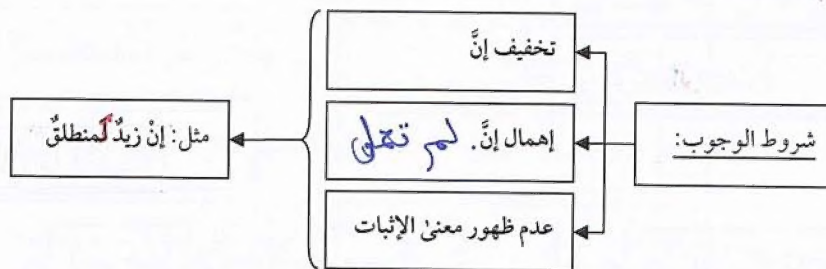 شروط الوجوب:
تخفيف إنَّ
إهمال إنَّ. لم تعمل
عدم ظهور معنىٰ الإثبات
مثل: إنْ زيدٌ لَمنطلقٌ